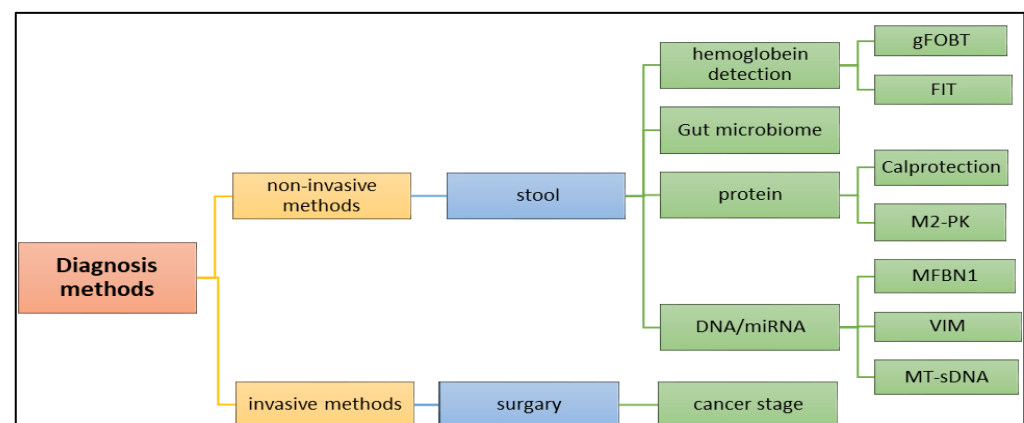 Diagnosis
methods
non-invasive
methods
stool
hemoglobein
detection
gFOBT
FIT
Gut microbiome
protein
Calprotection
M2-PK
DNA/miRNA
MFBN1
VIM
MT-sDNA
invasive methods
surgary
cancer stage